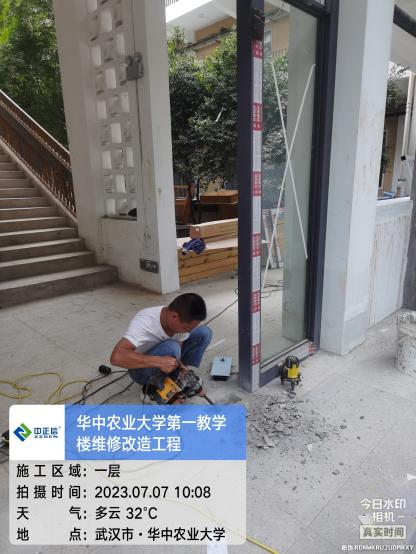 中正信
ZZBEN
华中农业大学第一教学
楼维修改造工程
施工区域: 一层
拍摄时间: 2023.07.07 10:08
天 气: 多云 32℃
地 点: 武汉市·华中农业大学
今日水印
相机
真实时间